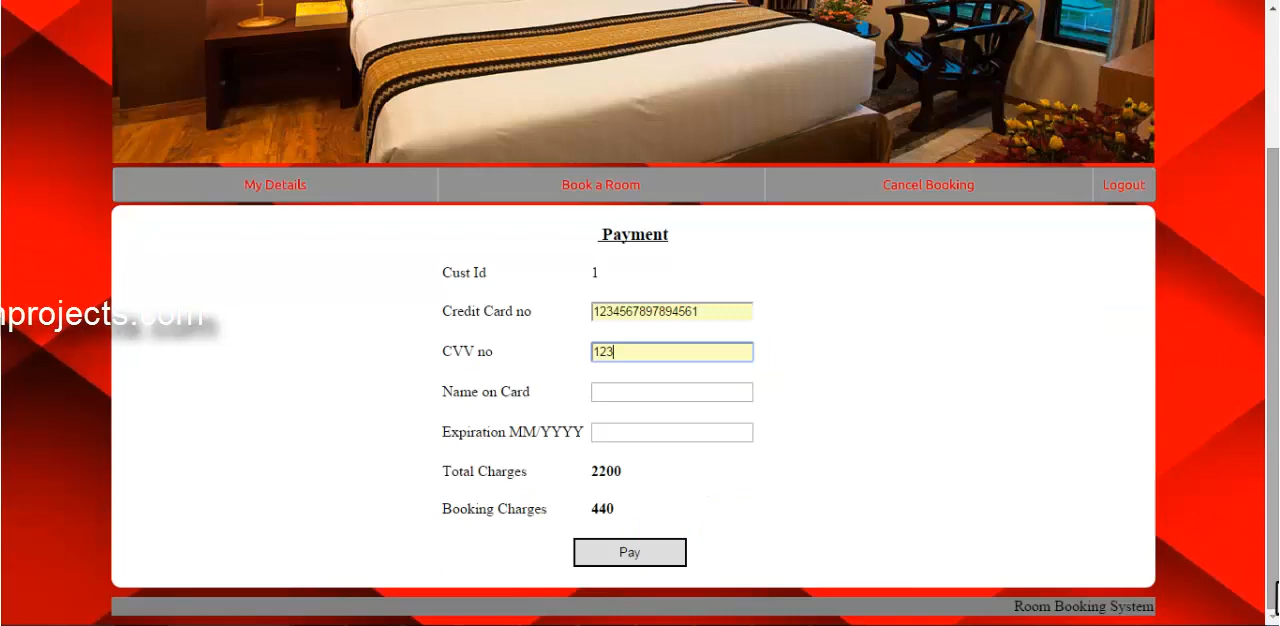 My Details Book a Room Cancel Booking Logout
Payment
Cust Id 1
nprojects.com
Credit Card no 1234567897894561
CVV no 123
Name on Card
Expiration MM/YYYY
Total Charges 2200
Booking Charges 440
Pay
Room Booking System